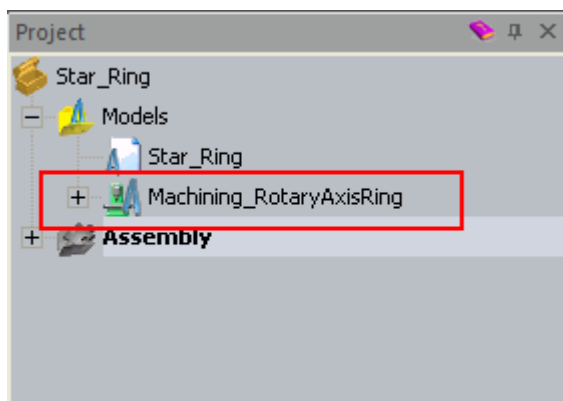 Project
Star_Ring
Models
Star_Ring
Machining_RotaryAxisRing
Assembly